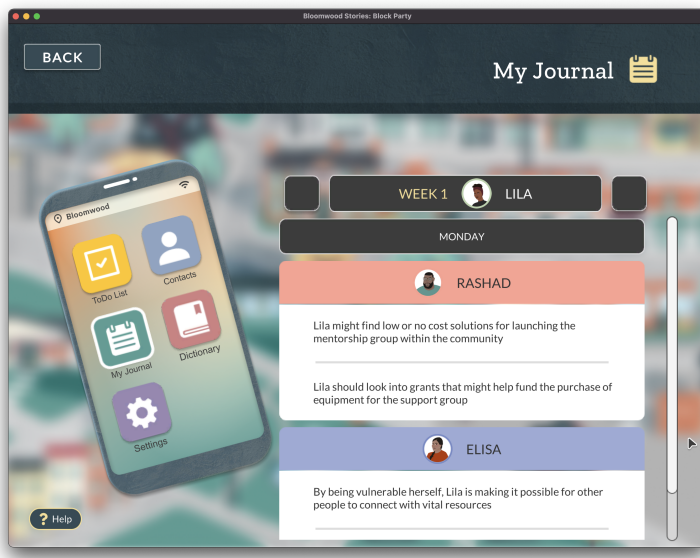 Bloomwood Stories: Block Party
BACK
My Journal
Bloomwood
ToDo List
Contacts
My Journal
Dictionary
Settings
? Help
WEEK 1 LILA
MONDAY
RASHAD
Lila might find low or no cost solutions for launching the
mentorship group within the community
Lila should look into grants that might help fund the purchase of
equipment for the support group
ELISA
By being vulnerable herself, Lila is making it possible for other
people to connect with vital resources